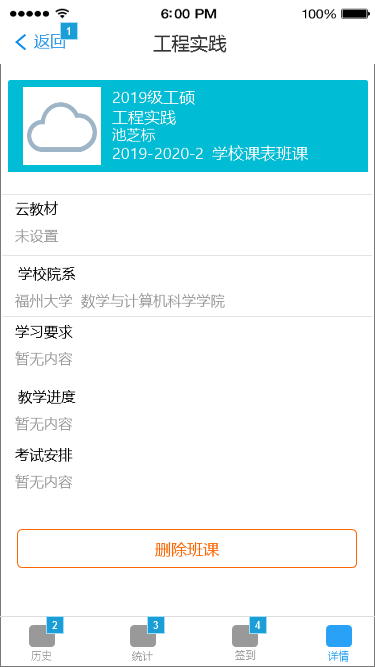 6:00 PM 100%
返回 1
工程实践
2019级工硕
工程实践
池芝标
2019-2020-2 学校课表班课
云教材
未设置
学校院系
福州大学 数学与计算机科学学院
学习要求
暂无内容
教学进度
暂无内容
考试安排
暂无内容
删除班课
2 3 4
历史 统计 签到 详情